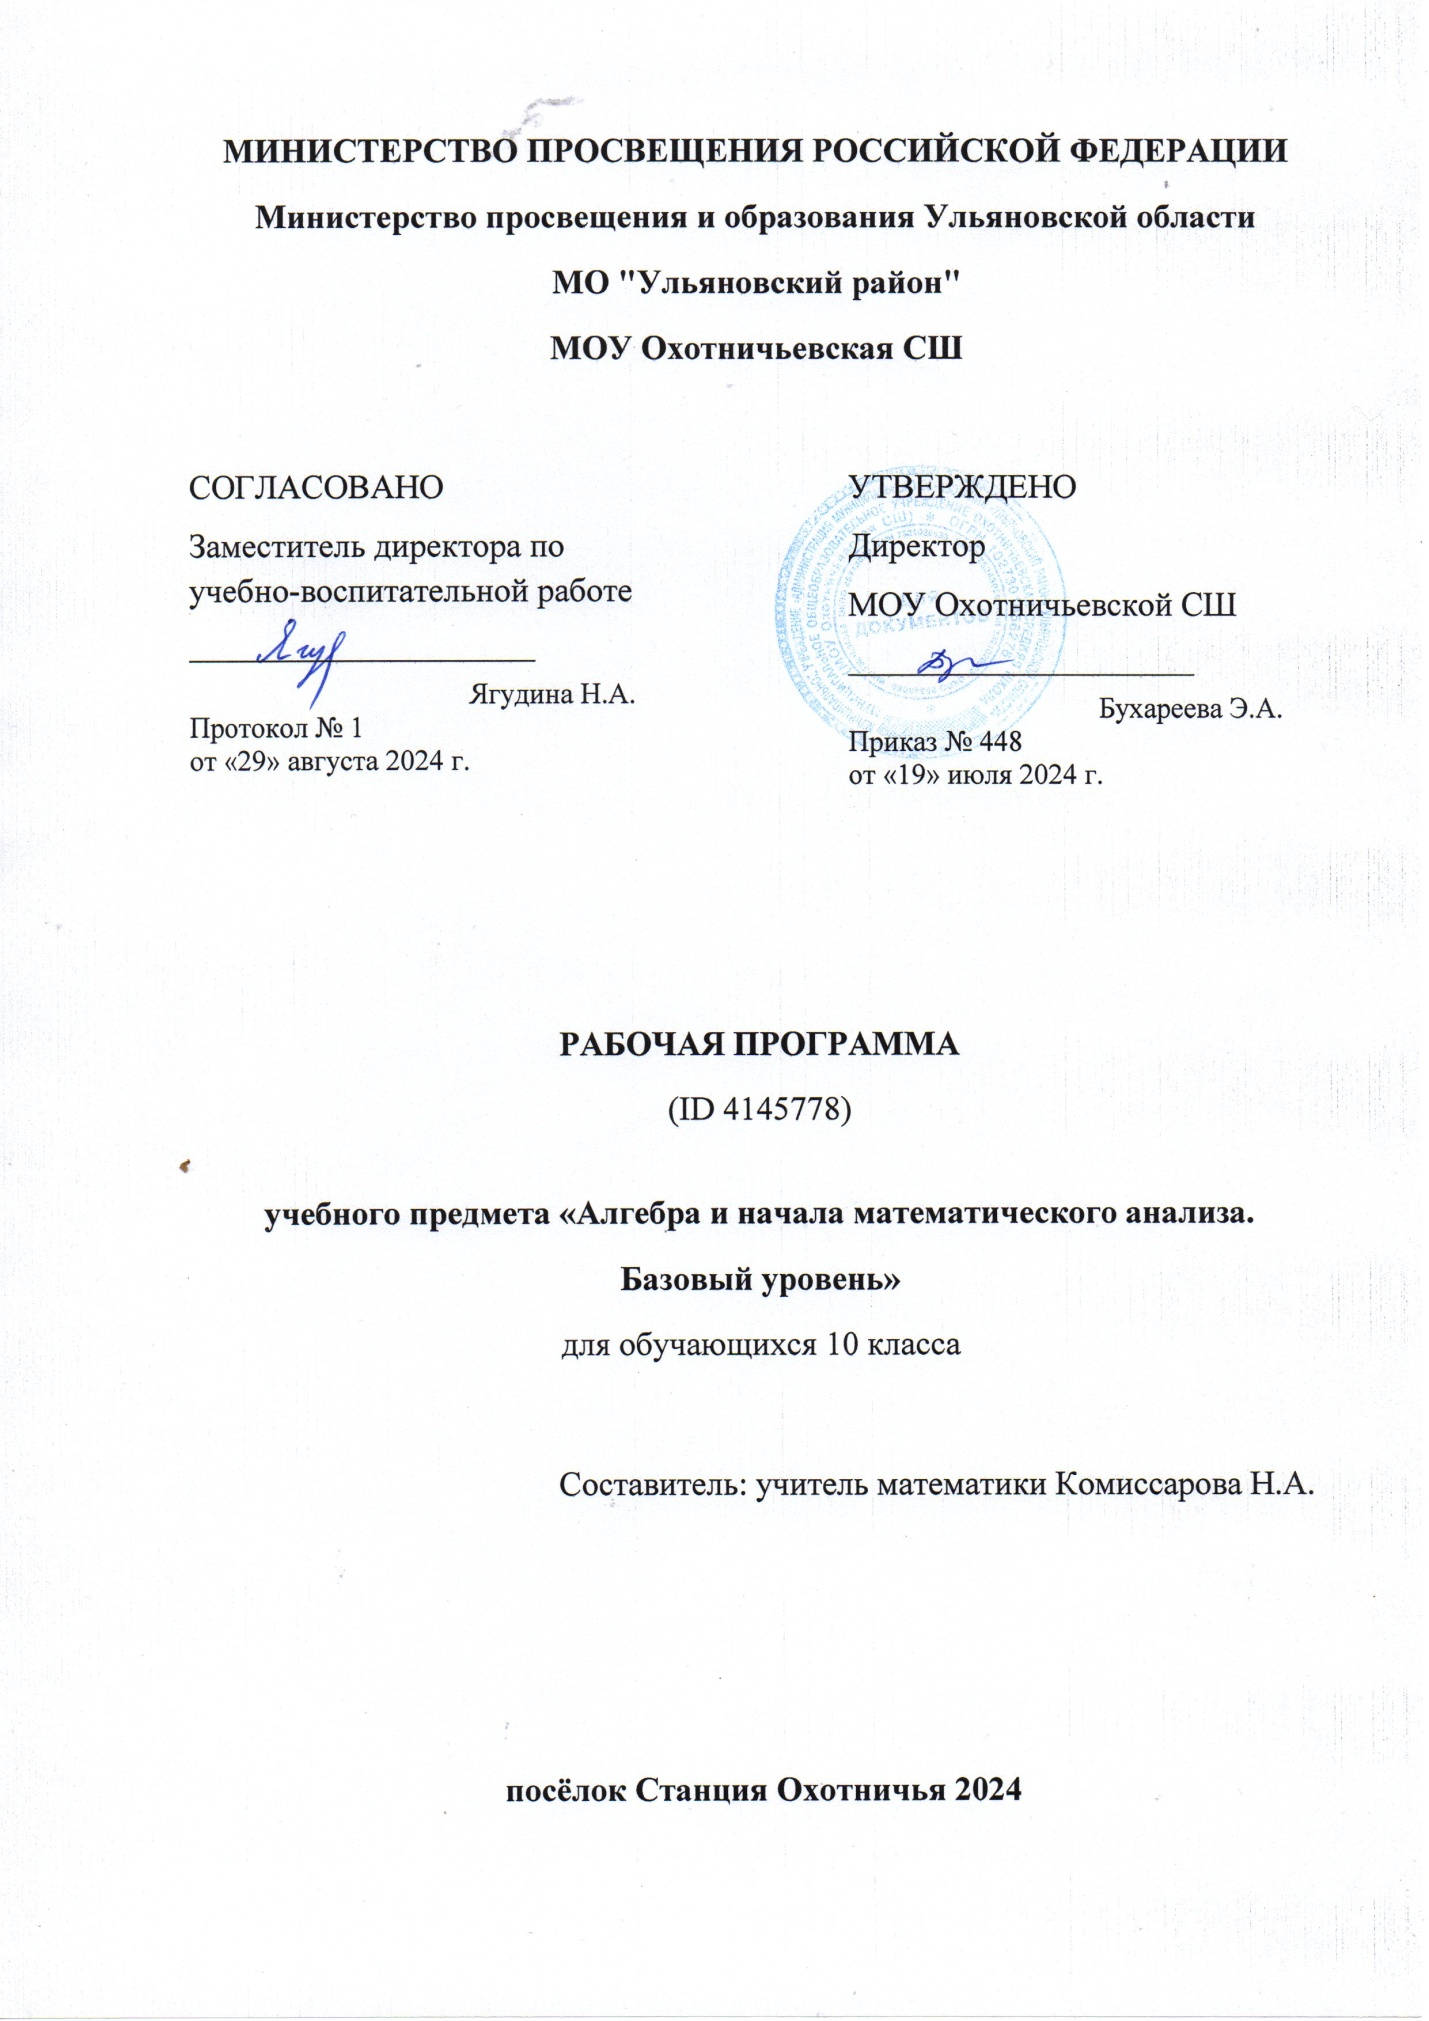 МИНИСТЕРСТВО ПРОСВЕЩЕНИЯ РОССИЙСКОЙ ФЕДЕРАЦИИ
Министерство просвещения и образования Ульяновской области
МО "Ульяновский район"
МОУ Охотничьевская СШ
СОГЛАСОВАНО
Заместитель директора по
учебно-воспитательной работе
Ягудина Н.А.
Протокол № 1
от «29» августа 2024 г.
УТВЕРЖДЕНО
Директор
МОУ Охотничьевской СШ
ДОКУМЕНТОВ
Бухареева Э.А.
Приказ № 448
от «19» июля 2024 г.
РАБОЧАЯ ПРОГРАММА
(ID 4145778)
учебного предмета «Алгебра и начала математического анализа.
Базовый уровень»
для обучающихся 10 класса
Составитель: учитель математики Комиссарова Н.А.
посёлок Станция Охотничья 2024